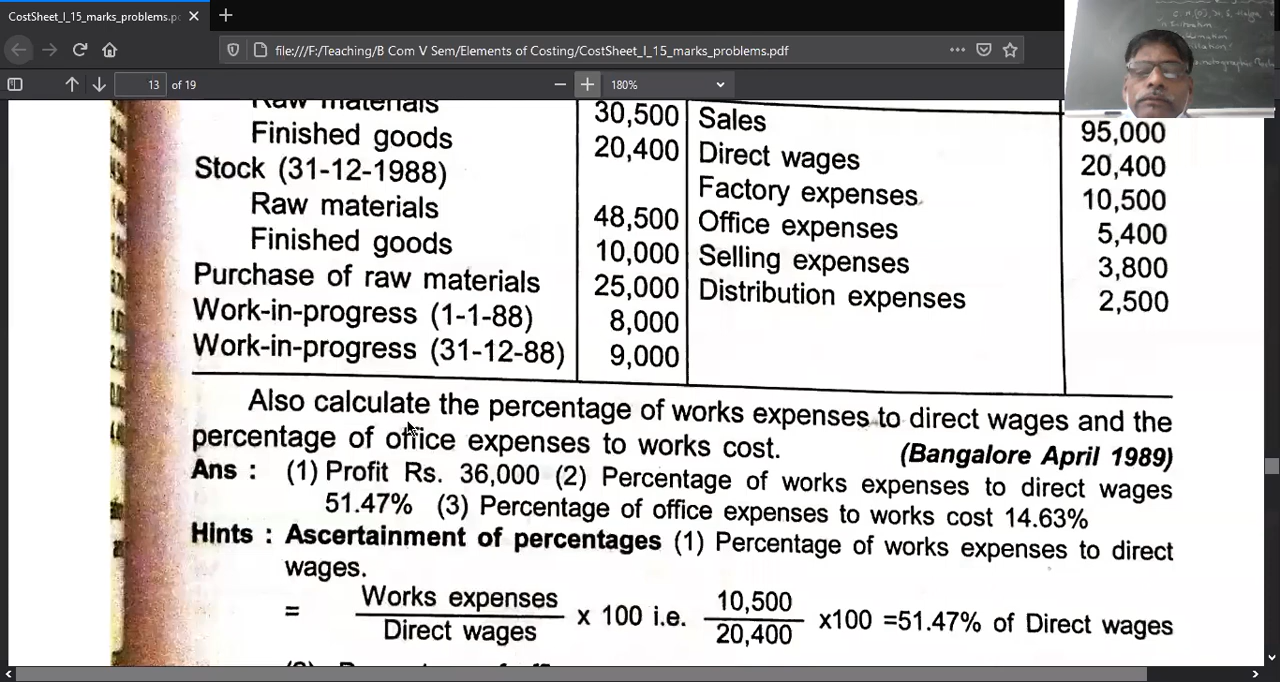 CostSheet_I_15_marks_problems.pd
file:///F:/Teaching/B Com V Sem/Elements of Costing/CostSheet_I_15_marks_problems.pdf
13 of 19
180%
Raw materials 30,500 Sales 95,000
Finished goods 20,400 Direct wages 20,400
Stock (31-12-1988) Factory expenses 10,500
Raw materials 48,500 Office expenses 5,400
Finished goods 10,000 Selling expenses 3,800
Purchase of raw materials 25,000 Distribution expenses 2,500
Work-in-progress (1-1-88) 8,000
Work-in-progress (31-12-88) 9,000
Also calculate the percentage of works expenses to direct wages and the
percentage of office expenses to works cost. (Bangalore April 1989)
Ans : (1) Profit Rs. 36,000 (2) Percentage of works expenses to direct wages
51.47% (3) Percentage of office expenses to works cost 14.63%
Hints : Ascertainment of percentages (1) Percentage of works expenses to direct
wages.
= Works expenses / Direct wages x 100 i.e. 10,500 / 20,400 x100 =51.47% of Direct wages